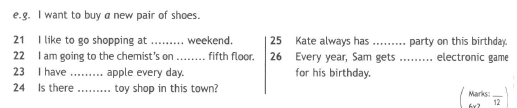 e.g. I want to buy a new pair of shoes.
21 I like to go shopping at ......... weekend.
22 I am going to the chemist's on ........ fifth floor.
23 I have ......... apple every day.
24 Is there ......... toy shop in this town?
25 Kate always has ......... party on this birthday.
26 Every year, Sam gets ......... electronic game
for his birthday.
Marks: __
6x2 12